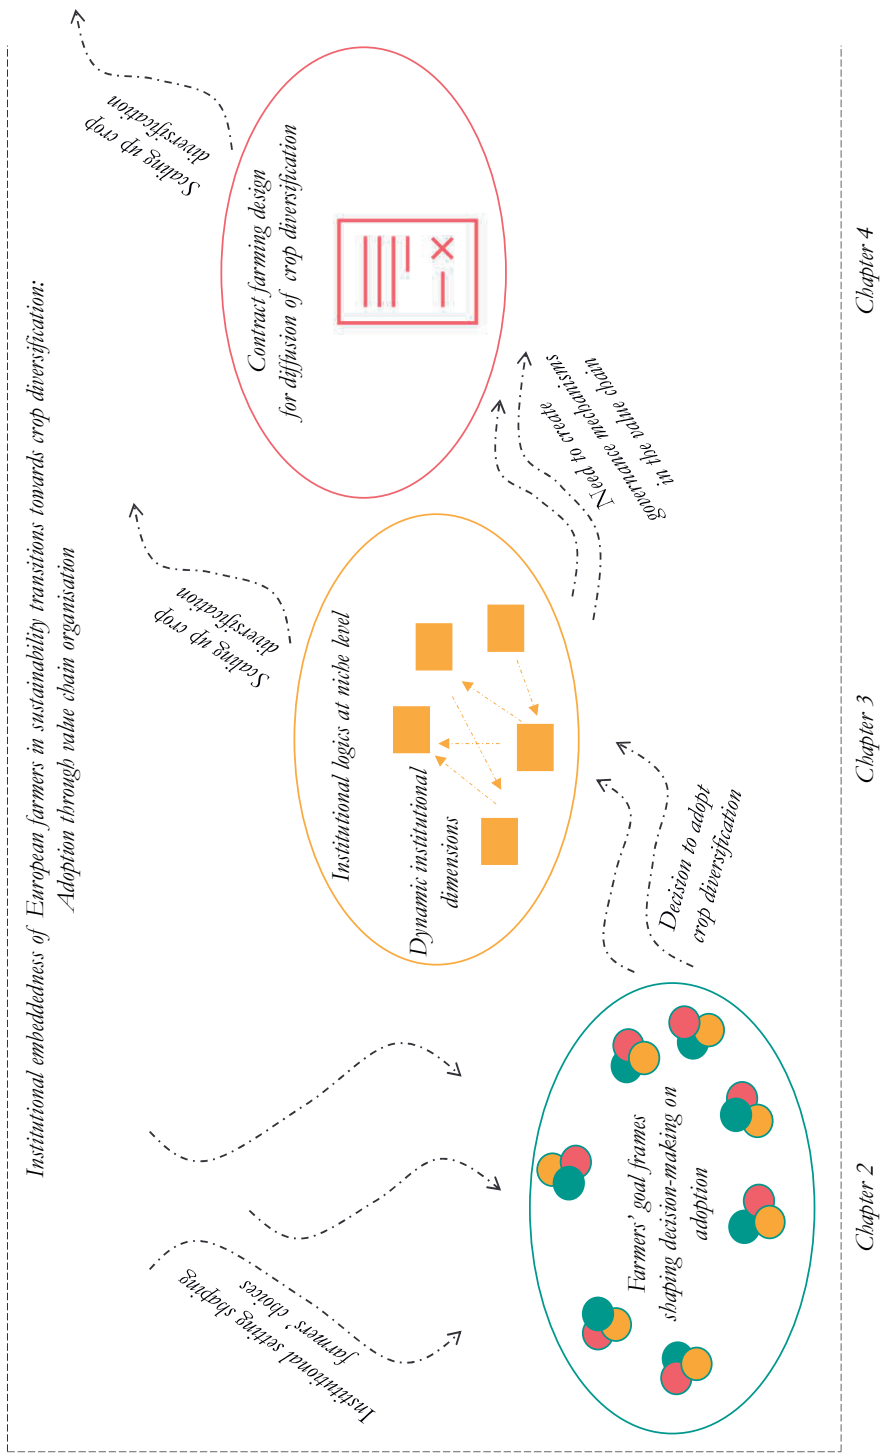 Institutional embeddedness of European farmers in sustainability transitions towards crop diversification:
Adoption through value chain organisation
Institutional setting shaping
farmers' choices
Farmers' goal frames
shaping decision-making on
adoption
Decision to adopt
crop diversification
Institutional logics at niche level
Dynamic institutional
dimensions
Scaling up crop
diversification
Need to create
governance mechanisms
in the value chain
Contract farming design
for diffusion of crop diversification
Scaling up crop
diversification
Chapter 2
Chapter 3
Chapter 4